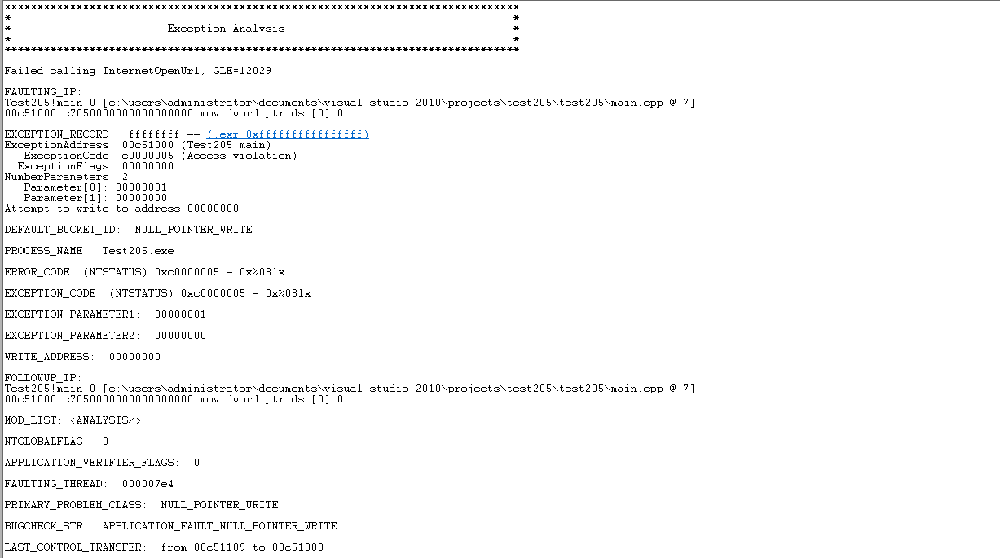 *******************************************************************************
*                                                                             *
*                        Exception Analysis                                   *
*                                                                             *
*******************************************************************************
Failed calling InternetOpenUrl, GLE=12029
FAULTING_IP:
Test205!main+0 [c:\users\administrator\documents\visual studio 2010\projects\test205\test205\main.cpp @ 7]
00c51000 c7050000000000000000 mov dword ptr ds:[0],0
EXCEPTION_RECORD:  ffffffff -- (.exr 0xffffffffffffffff)
ExceptionAddress: 00c51000 (Test205!main)
   ExceptionCode: c0000005 (Access violation)
  ExceptionFlags: 00000000
NumberParameters: 2
   Parameter[0]: 00000001
   Parameter[1]: 00000000
Attempt to write to address 00000000
DEFAULT_BUCKET_ID:  NULL_POINTER_WRITE
PROCESS_NAME:  Test205.exe
ERROR_CODE: (NTSTATUS) 0xc0000005 - 0x%08lx
EXCEPTION_CODE: (NTSTATUS) 0xc0000005 - 0x%08lx
EXCEPTION_PARAMETER1:  00000001
EXCEPTION_PARAMETER2:  00000000
WRITE_ADDRESS:  00000000
FOLLOWUP_IP:
Test205!main+0 [c:\users\administrator\documents\visual studio 2010\projects\test205\test205\main.cpp @ 7]
00c51000 c7050000000000000000 mov dword ptr ds:[0],0
MOD_LIST: <ANALYSIS/>
NTGLOBALFLAG:  0
APPLICATION_VERIFIER_FLAGS:  0
FAULTING_THREAD:  000007e4
PRIMARY_PROBLEM_CLASS:  NULL_POINTER_WRITE
BUGCHECK_STR:  APPLICATION_FAULT_NULL_POINTER_WRITE
LAST_CONTROL_TRANSFER:  from 00c51189 to 00c51000